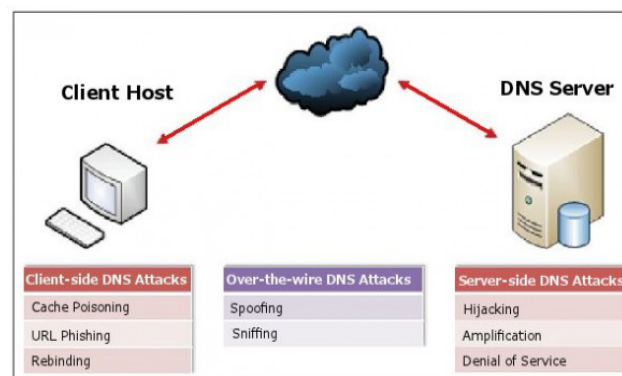 Client Host
DNS Server
Client-side DNS Attacks
Cache Poisoning
URL Phishing
Rebinding
Over-the-wire DNS Attacks
Spoofing
Sniffing
Server-side DNS Attacks
Hijacking
Amplification
Denial of Service